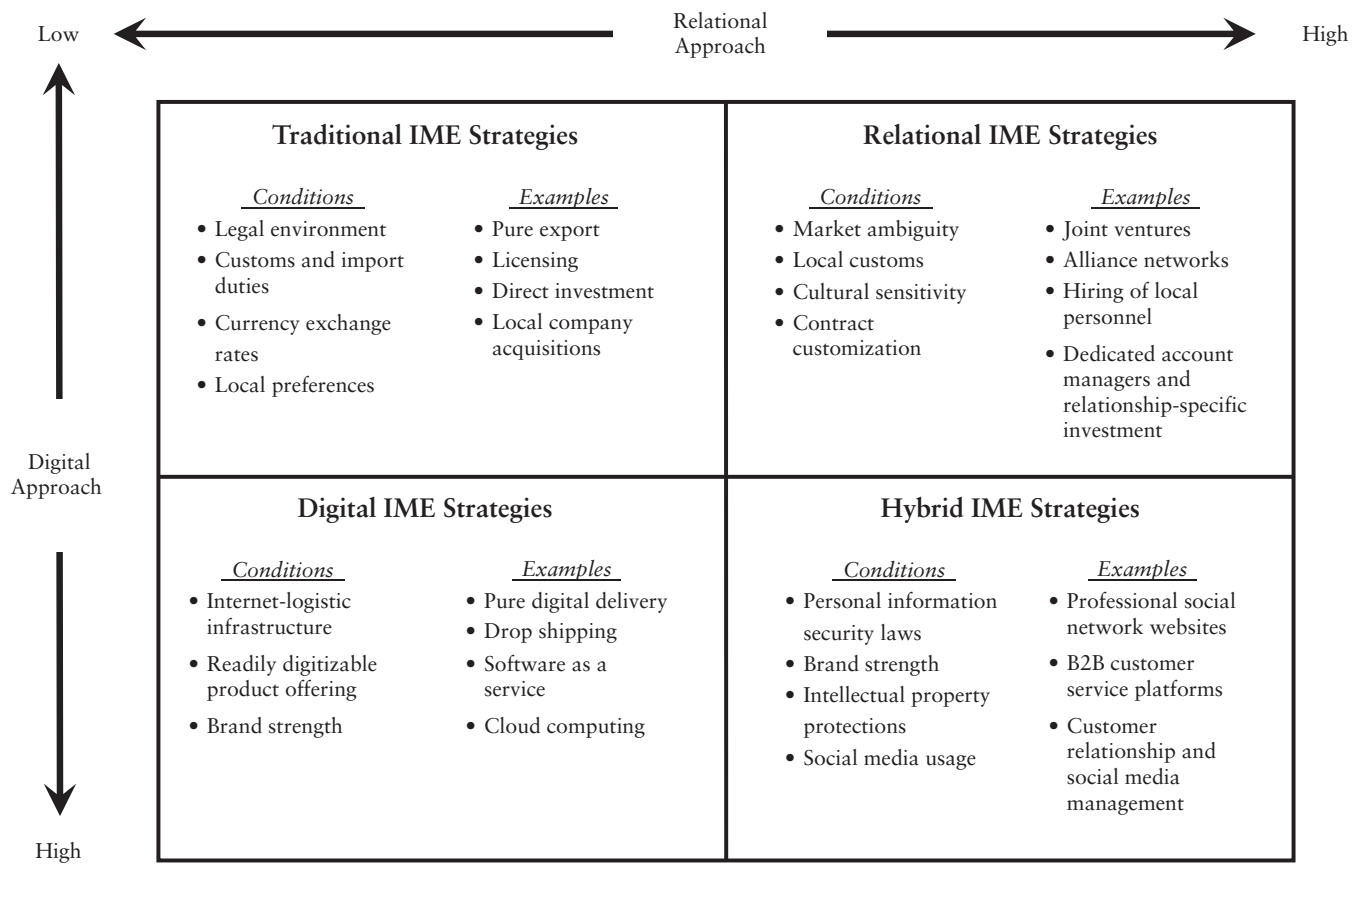 Low
Relational
Approach
High
Traditional IME Strategies
Conditions
• Legal environment
• Customs and import
duties
• Currency exchange
rates
• Local preferences
Examples
• Pure export
• Licensing
• Direct investment
• Local company
acquisitions
Relational IME Strategies
Conditions
• Market ambiguity
• Local customs
• Cultural sensitivity
• Contract
customization
Examples
• Joint ventures
• Alliance networks
• Hiring of local
personnel
• Dedicated account
managers and
relationship-specific
investment
Digital
Approach
Digital IME Strategies
Conditions
• Internet-logistic
infrastructure
• Readily digitizable
product offering
• Brand strength
Examples
• Pure digital delivery
• Drop shipping
• Software as a
service
• Cloud computing
Hybrid IME Strategies
Conditions
• Personal information
security laws
• Brand strength
• Intellectual property
protections
• Social media usage
Examples
• Professional social
network websites
• B2B customer
service platforms
• Customer
relationship and
social media
management
High